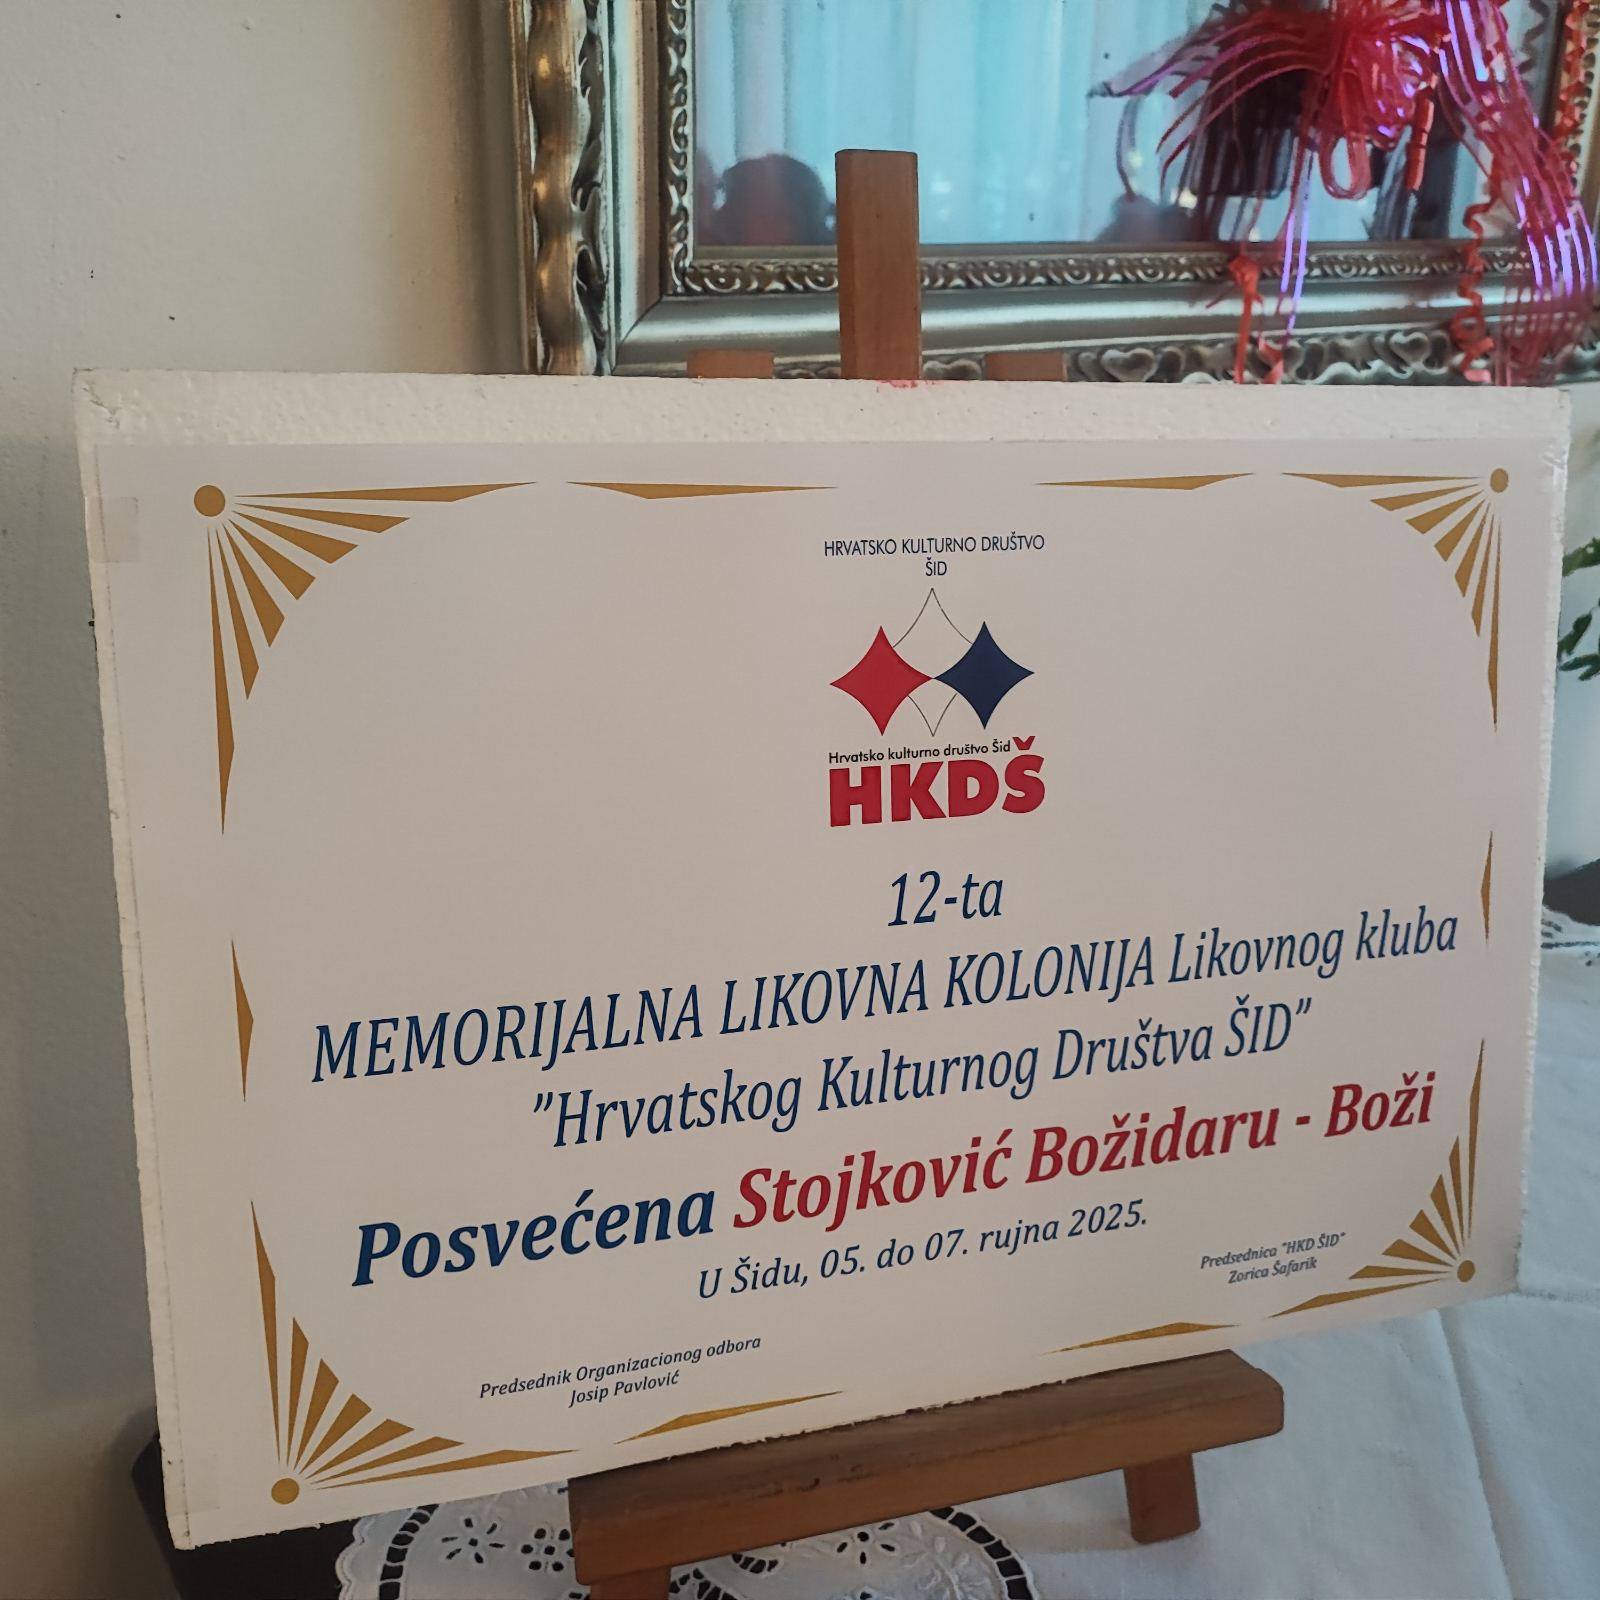 HRVATSKO KULTURNO DRUŠTVO
ŠID
Hrvatsko kulturno društvo Šid
HKDŠ
12-ta
MEMORIJALNA LIKOVNA KOLONIJA Likovnog kluba
”Hrvatskog Kulturnog Društva ŠID”
Posvećena Stojković Božidaru - Boži
U Šidu, 05. do 07. rujna 2025.
Predsednica "HKD ŠID"
Zorica Šafarik
Predsednik Organizacionog odbora
Josip Pavlović